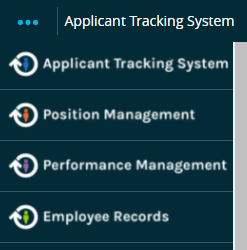 Applicant Tracking System
Applicant Tracking System
Position Management
Performance Management
Employee Records